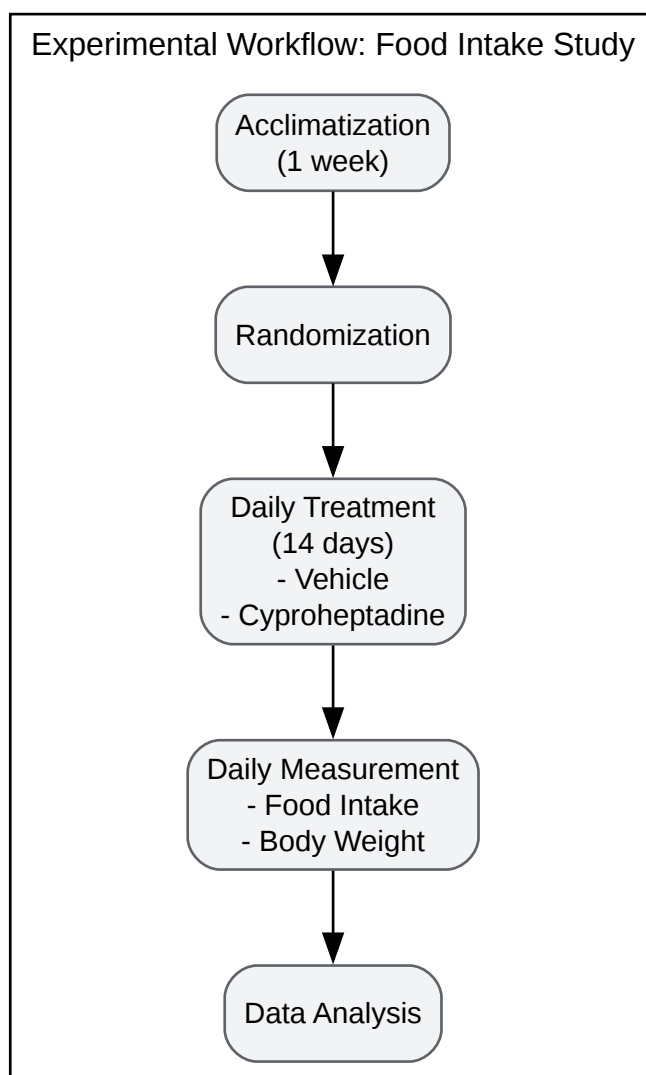 Experimental Workflow: Food Intake Study
Acclimatization
(1 week)
Randomization
Daily Treatment
(14 days)
- Vehicle
- Cyproheptadine
Daily Measurement
- Food Intake
- Body Weight
Data Analysis